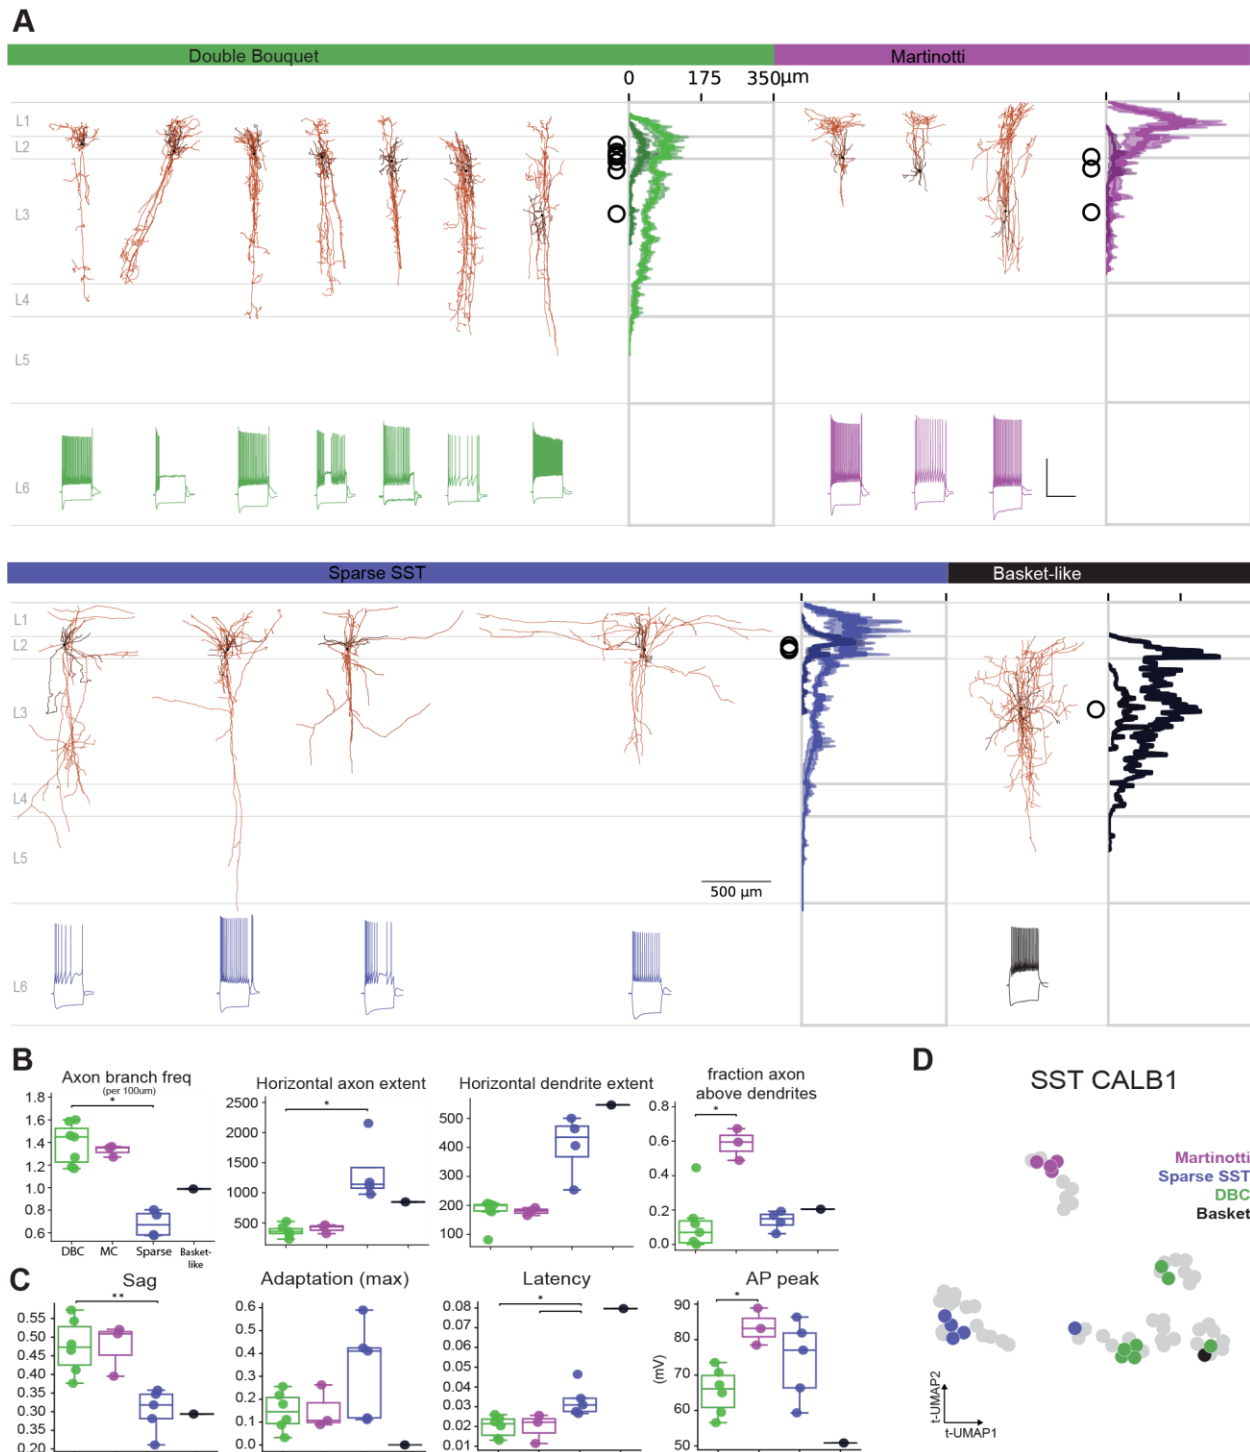 A
Double Bouquet
Martinotti
0 175 350μm
L1
L2
L3
L4
L5
L6
Sparse SST
Basket-like
L1
L2
L3
L4
L5
L6
500 μm
B
Axon branch freq
(per 100um)
*
1.8
1.6
1.4
1.2
1.0
0.8
0.6
DBC MC Sparse Basket-
like
Horizontal axon extent
*
2500
2000
1500
1000
500
Horizontal dendrite extent
500
400
300
200
100
fraction axon
above dendrites
*
0.8
0.6
0.4
0.2
0.0
C
Sag
**
0.55
0.50
0.45
0.40
0.35
0.30
0.25
0.20
Adaptation (max)
0.6
0.5
0.4
0.3
0.2
0.1
0.0
Latency
*
0.08
0.07
0.06
0.05
0.04
0.03
0.02
0.01
AP peak
*
(mV)
90
80
70
60
50
D
SST CALB1
Martinotti
Sparse SST
DBC
Basket
t-UMAP2
t-UMAP1